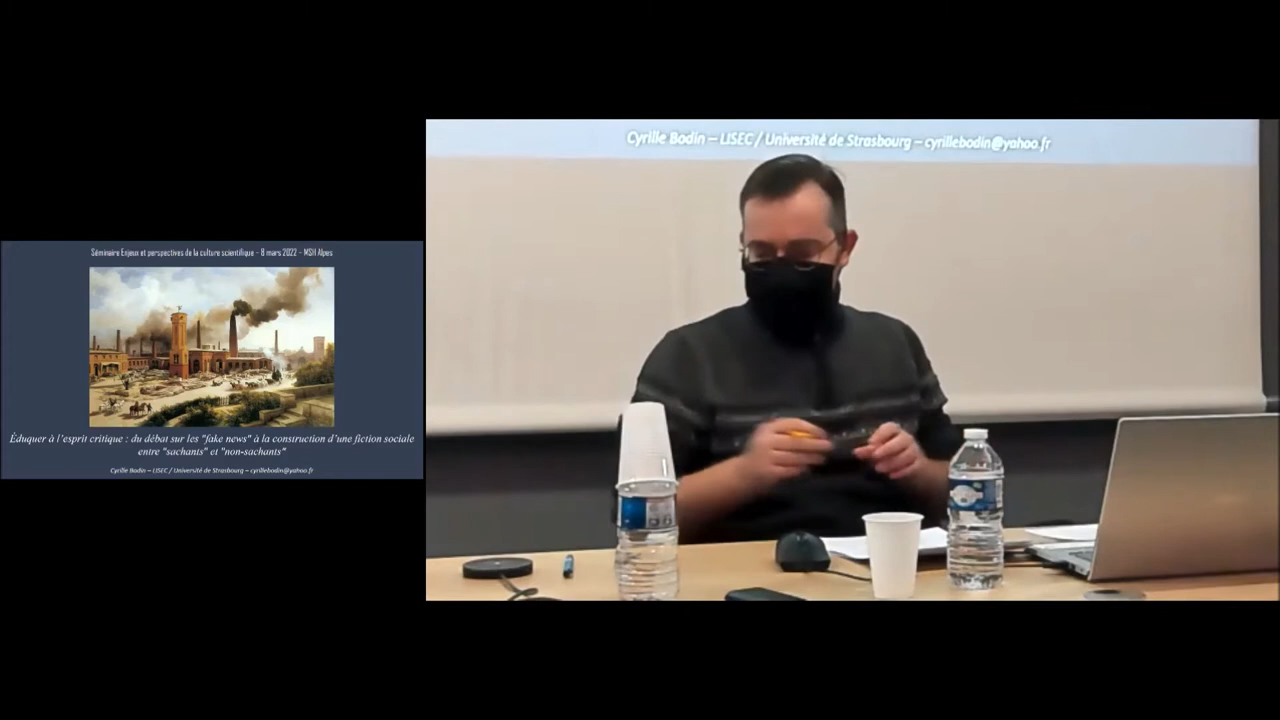 Séminaire Enjeux et perspectives de la culture scientifique – 8 mars 2022 – MSH Alpes
Éduquer à l'esprit critique : du débat sur les "fake news" à la construction d'une fiction sociale
entre "sachants" et "non-sachants"
Cyrille Bodin – LISEC / Université de Strasbourg – cyrillebodin@yahoo.fr
Cyrille Bodin – LISEC / Université de Strasbourg – cyrillebodin@yahoo.fr